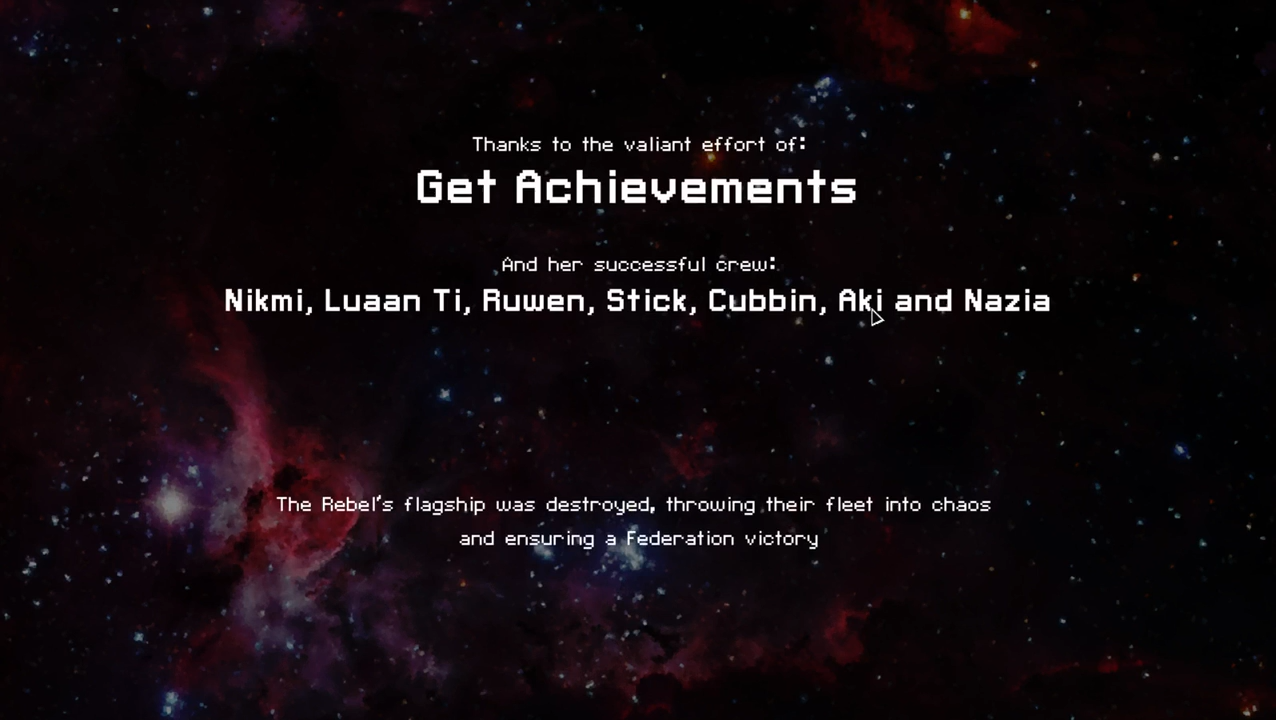 Thanks to the valiant effort of:
Get Achievements
And her successful crew:
Nikmi, Luaan Ti, Ruwen, Stick, Cubbin, Aki and Nazia
The Rebel's flagship was destroyed, throwing their fleet into chaos
and ensuring a Federation victory